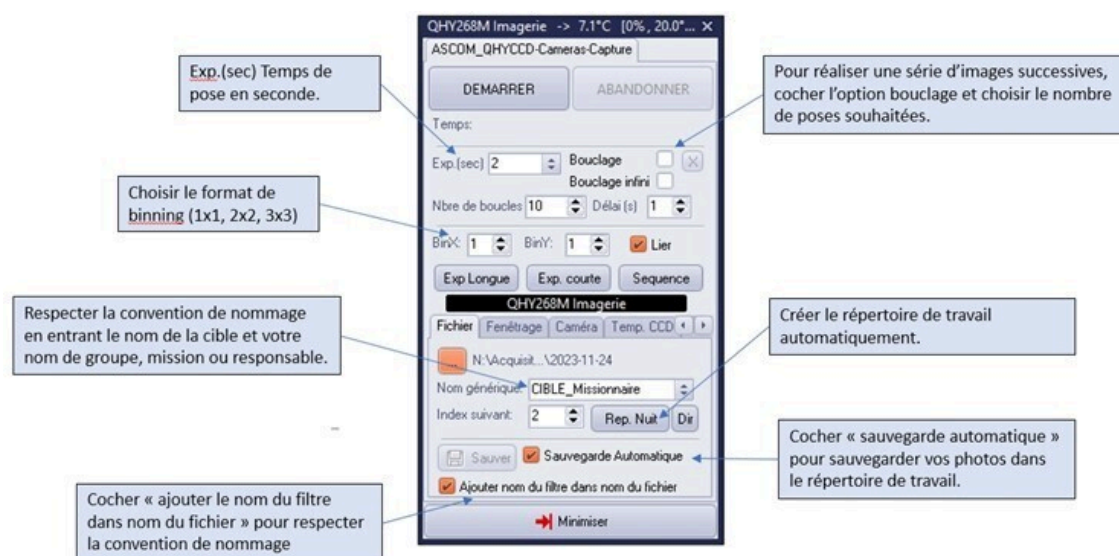 QHY268M Imagerie -> 7.1°C [0%, 20.0°...
ASCOM_QHYCCD-Cameras-Capture
DEMARRER
ABANDONNER
Exp.(sec) Temps de
pose en seconde.
Pour réaliser une série d'images successives,
cocher l'option bouclage et choisir le nombre
de poses souhaitées.
Temps:
Exp.(sec) 2 Bouclage
Bouclage infini
Choisir le format de
binning (1x1, 2x2, 3x3)
Nbre de boucles 10 Délai (s) 1
BinX: 1 BinY: 1 Lier
Exp Longue Exp. courte Sequence
QHY268M Imagerie
Respecter la convention de nommage
en entrant le nom de la cible et votre
nom de groupe, mission ou responsable.
Créer le répertoire de travail
automatiquement.
Fichier Fenêtrage Caméra Temp. CCD
... N:\Acquisit...\2023-11-24
Nom générique: CIBLE_Missionnaire
Index suivant: 2 Rep. Nuit Dir
Cocher « sauvegarde automatique »
pour sauvegarder vos photos dans
le répertoire de travail.
Sauver Sauvegarde Automatique
Ajouter nom du filtre dans nom du fichier
Cocher « ajouter le nom du filtre
dans nom du fichier » pour respecter
la convention de nommage
Minimiser